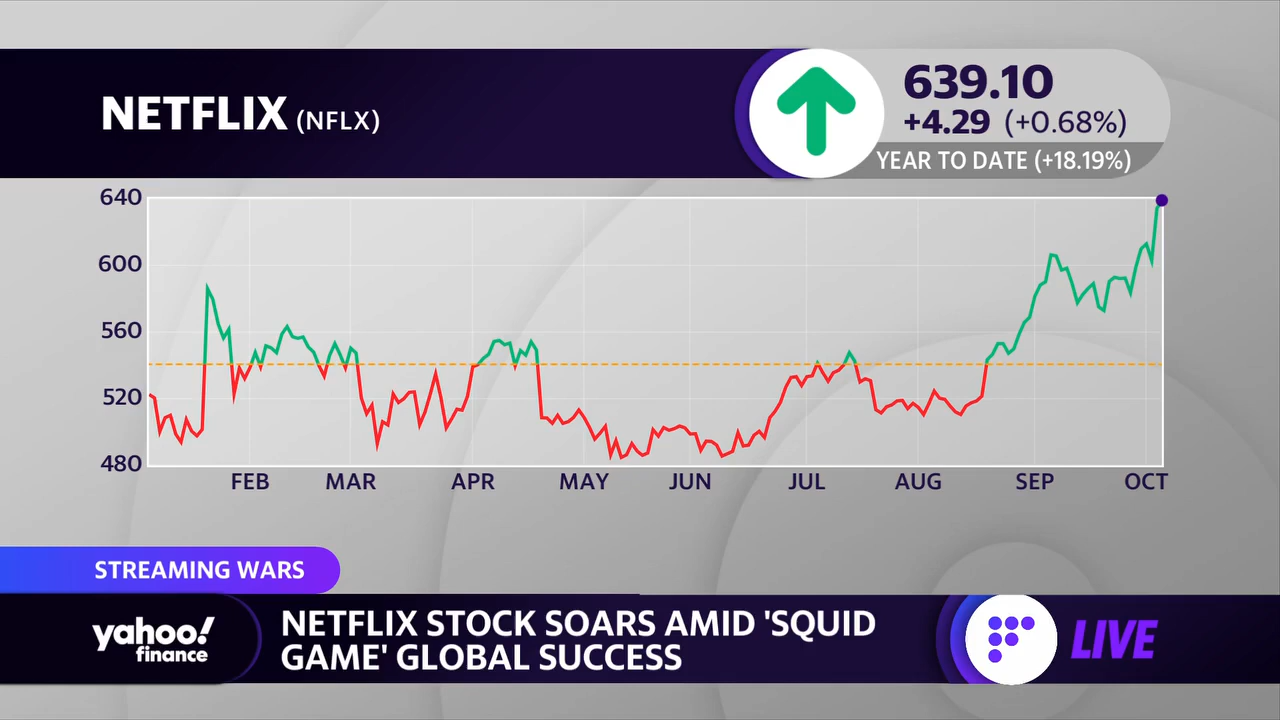 NETFLIX (NFLX)
639.10
+4.29 (+0.68%)
YEAR TO DATE (+18.19%)
640
600
560
520
480
FEB MAR APR MAY JUN JUL AUG SEP OCT
STREAMING WARS
yahoo!
finance
NETFLIX STOCK SOARS AMID 'SQUID
GAME' GLOBAL SUCCESS
LIVE